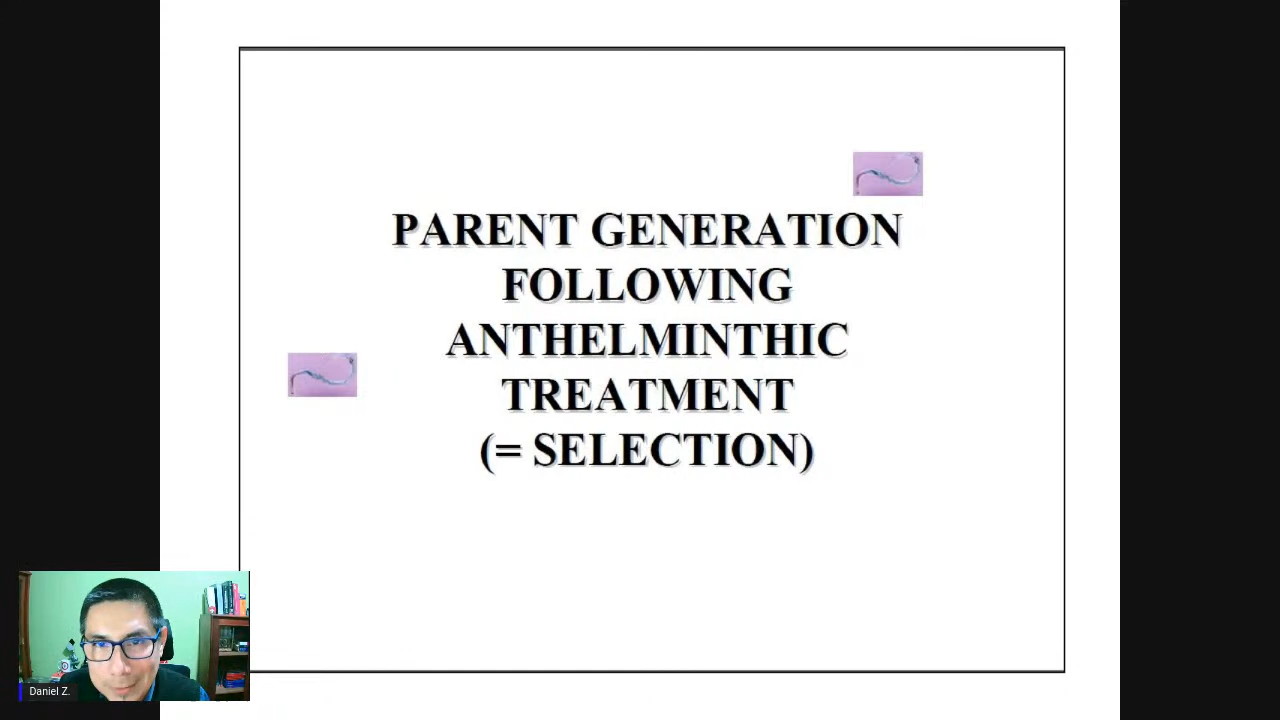 PARENT GENERATION
FOLLOWING
ANTHELMINTHIC
TREATMENT
(= SELECTION)
Daniel Z.